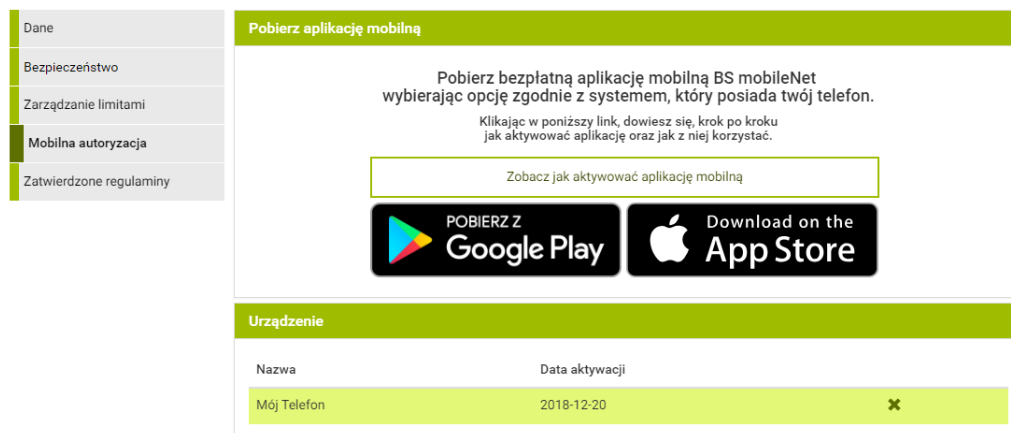 Dane
Bezpieczeństwo
Zarządzanie limitami
Mobilna autoryzacja
Zatwierdzone regulaminy
Pobierz aplikację mobilną
Pobierz bezpłatną aplikację mobilną BS mobileNet
wybierając opcję zgodnie z systemem, który posiada twój telefon.
Klikając w poniższy link, dowiesz się, krok po kroku
jak aktywować aplikację oraz jak z niej korzystać.
Zobacz jak aktywować aplikację mobilną
POBIERZ Z
Google Play
Download on the
App Store
Urządzenie
Nazwa Data aktywacji
Mój Telefon 2018-12-20